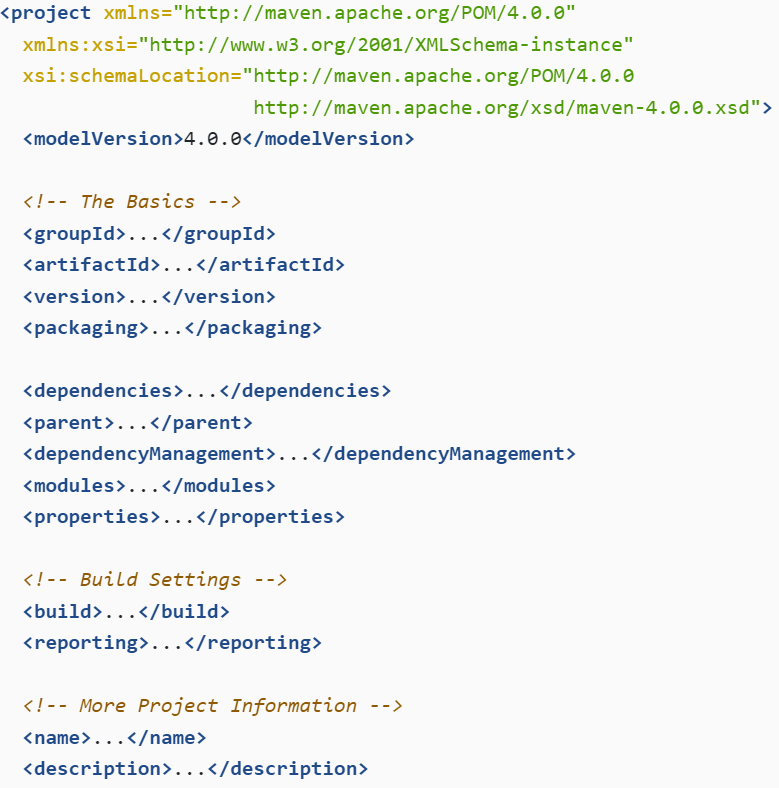 <project xmlns="http://maven.apache.org/POM/4.0.0"
  xmlns:xsi="http://www.w3.org/2001/XMLSchema-instance"
  xsi:schemaLocation="http://maven.apache.org/POM/4.0.0
                      http://maven.apache.org/xsd/maven-4.0.0.xsd">
  <modelVersion>4.0.0</modelVersion>

  <!-- The Basics -->
  <groupId>...</groupId>
  <artifactId>...</artifactId>
  <version>...</version>
  <packaging>...</packaging>

  <dependencies>...</dependencies>
  <parent>...</parent>
  <dependencyManagement>...</dependencyManagement>
  <modules>...</modules>
  <properties>...</properties>

  <!-- Build Settings -->
  <build>...</build>
  <reporting>...</reporting>

  <!-- More Project Information -->
  <name>...</name>
  <description>...</description>